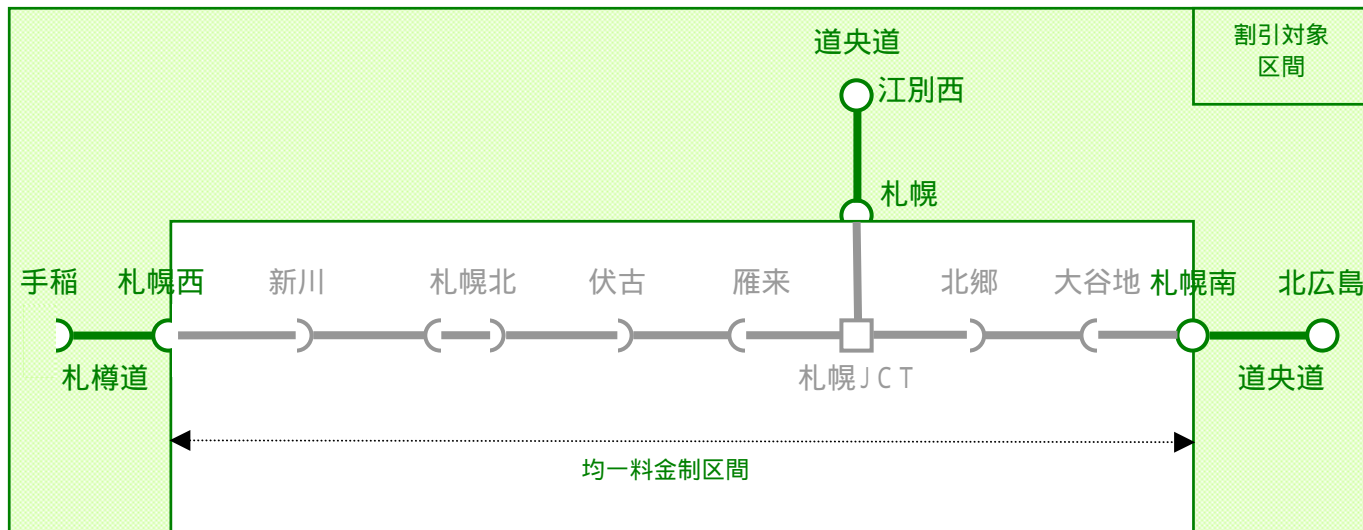 道央道
割引対象
区間
江別西
札幌
手稲
札幌西
新川
札幌北
伏古
雁来
北郷
大谷地
札幌南
北広島
札樽道
札幌JCT
道央道
均一料金制区間